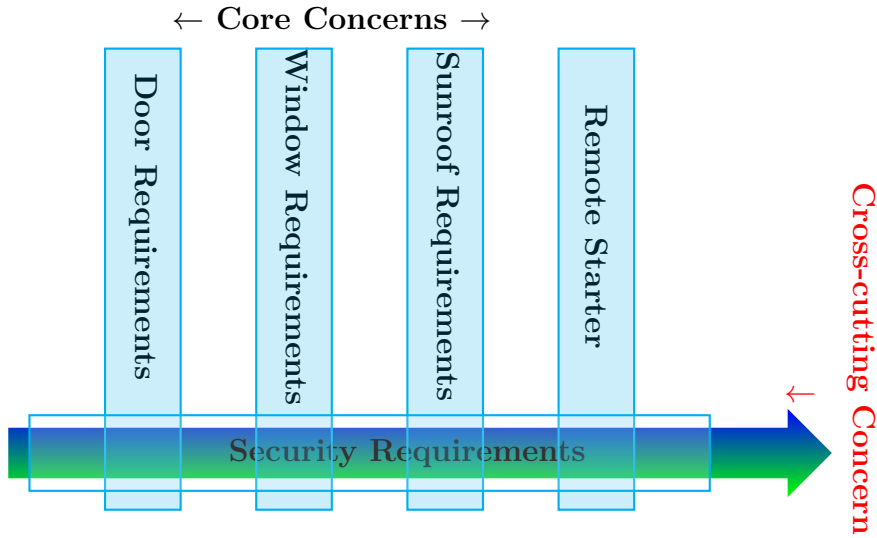 ← Core Concerns →
Door Requirements
Window Requirements
Sunroof Requirements
Remote Starter
Cross-cutting Concern
←
Security Requirements